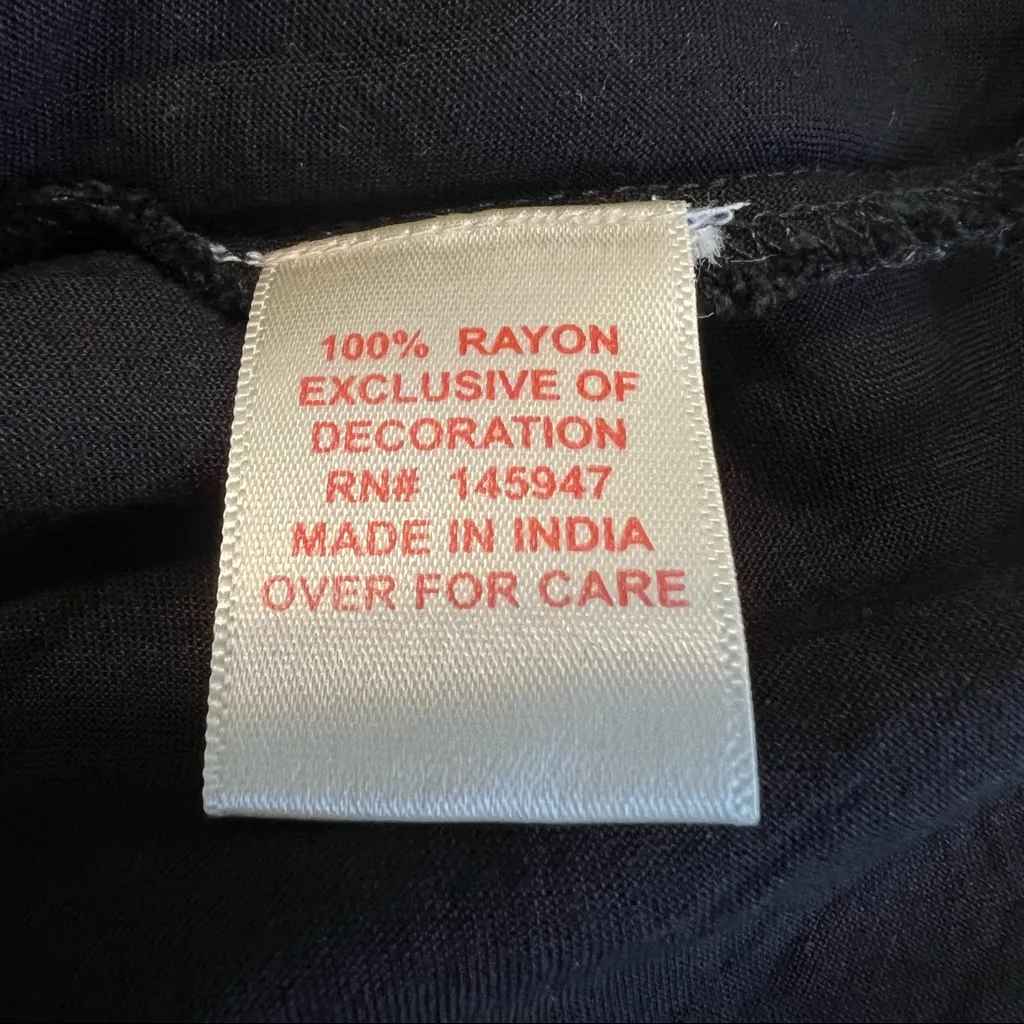 100% RAYON
EXCLUSIVE OF
DECORATION
RN# 145947
MADE IN INDIA
OVER FOR CARE